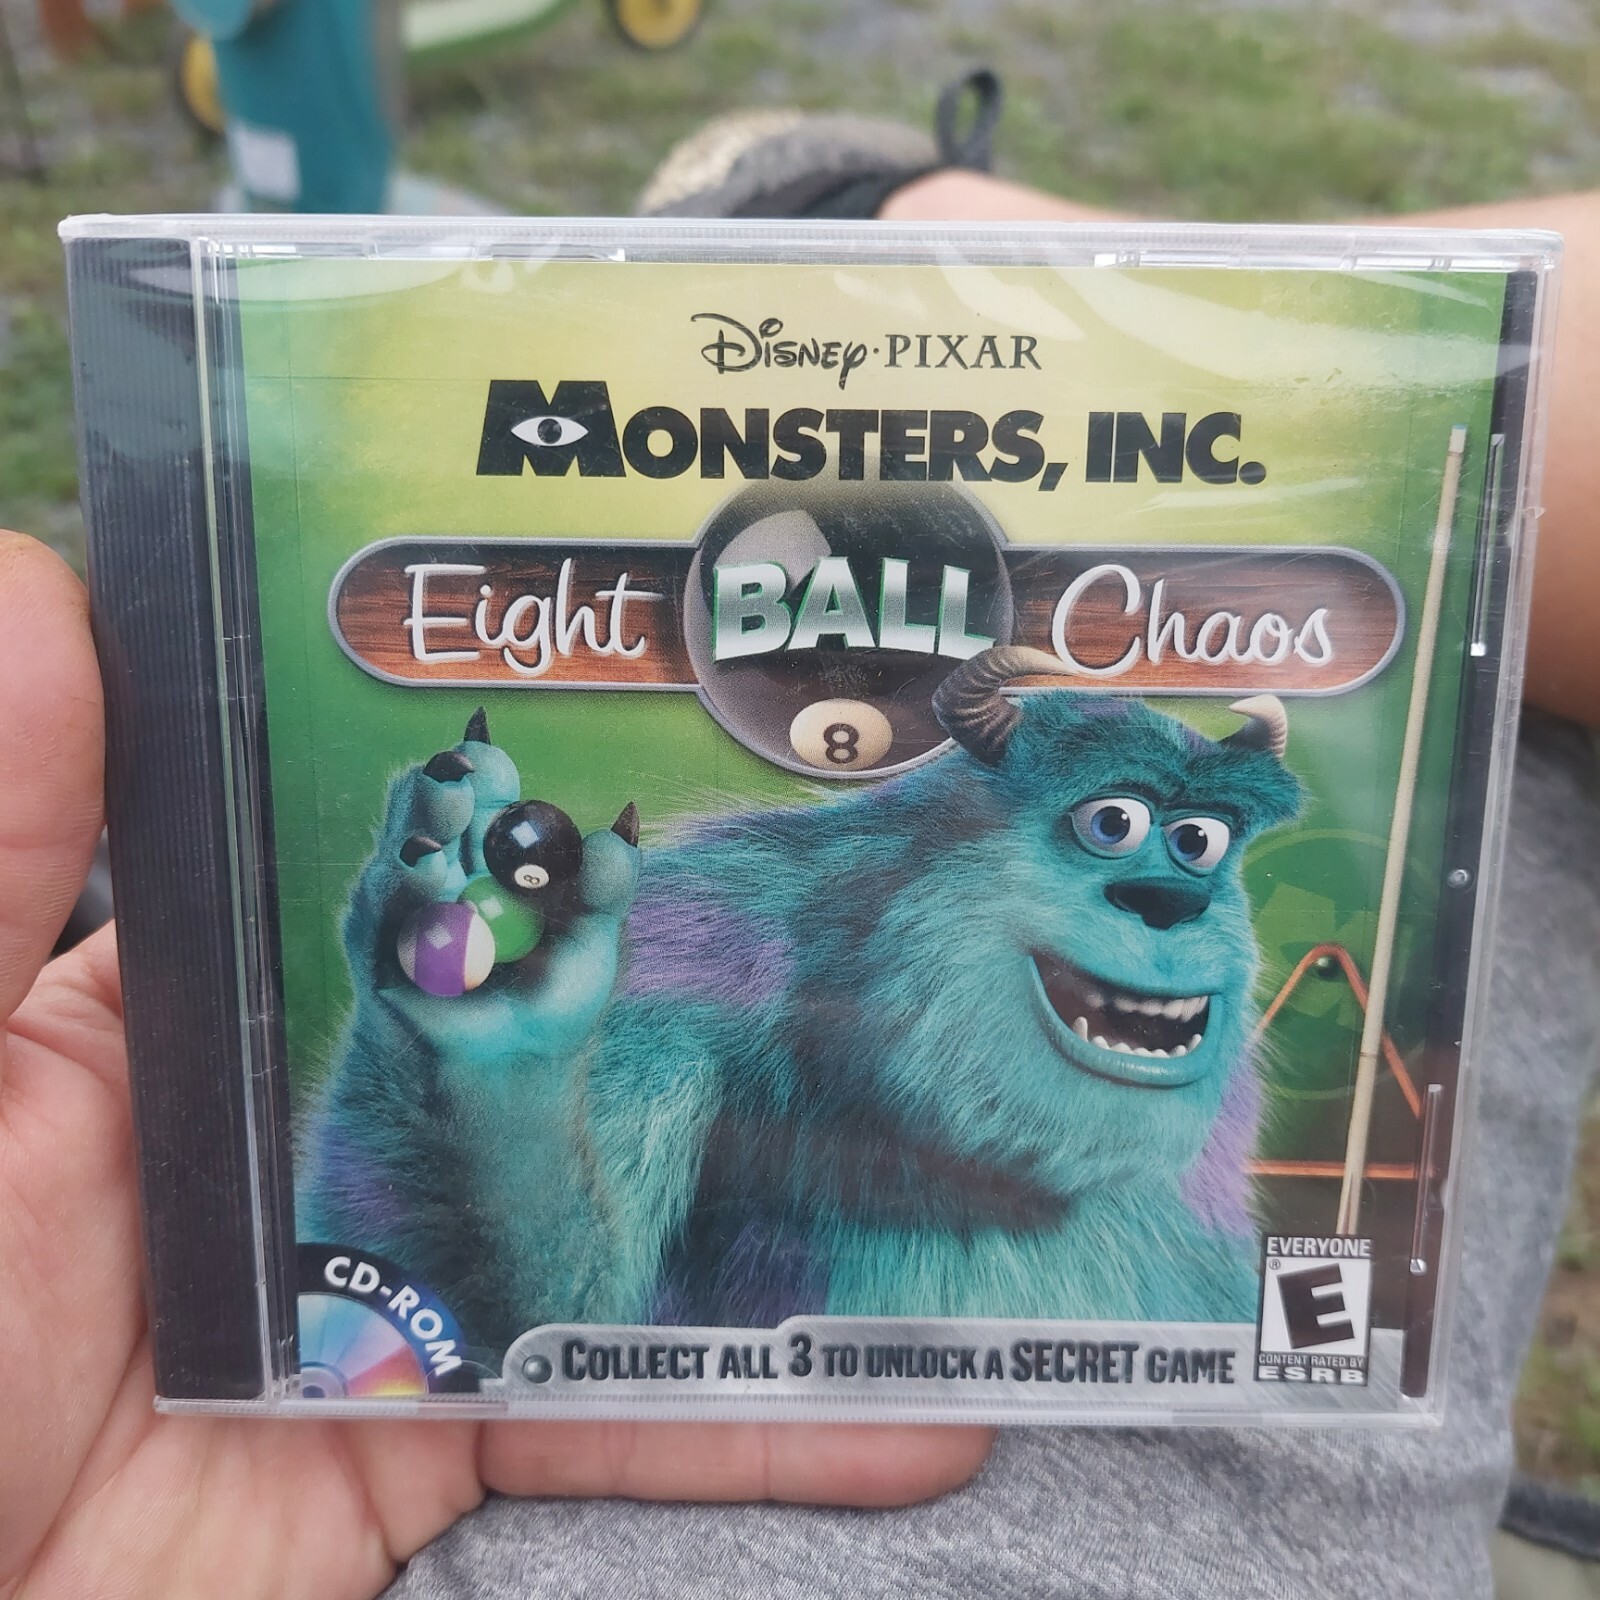 Disney·PIXAR
MONSTERS, INC.
Eight BALL Chaos
8
8
CD-ROM
COLLECT ALL 3 TO UNLOCK A SECRET GAME
EVERYONE
E
®
CONTENT RATED BY
ESRB